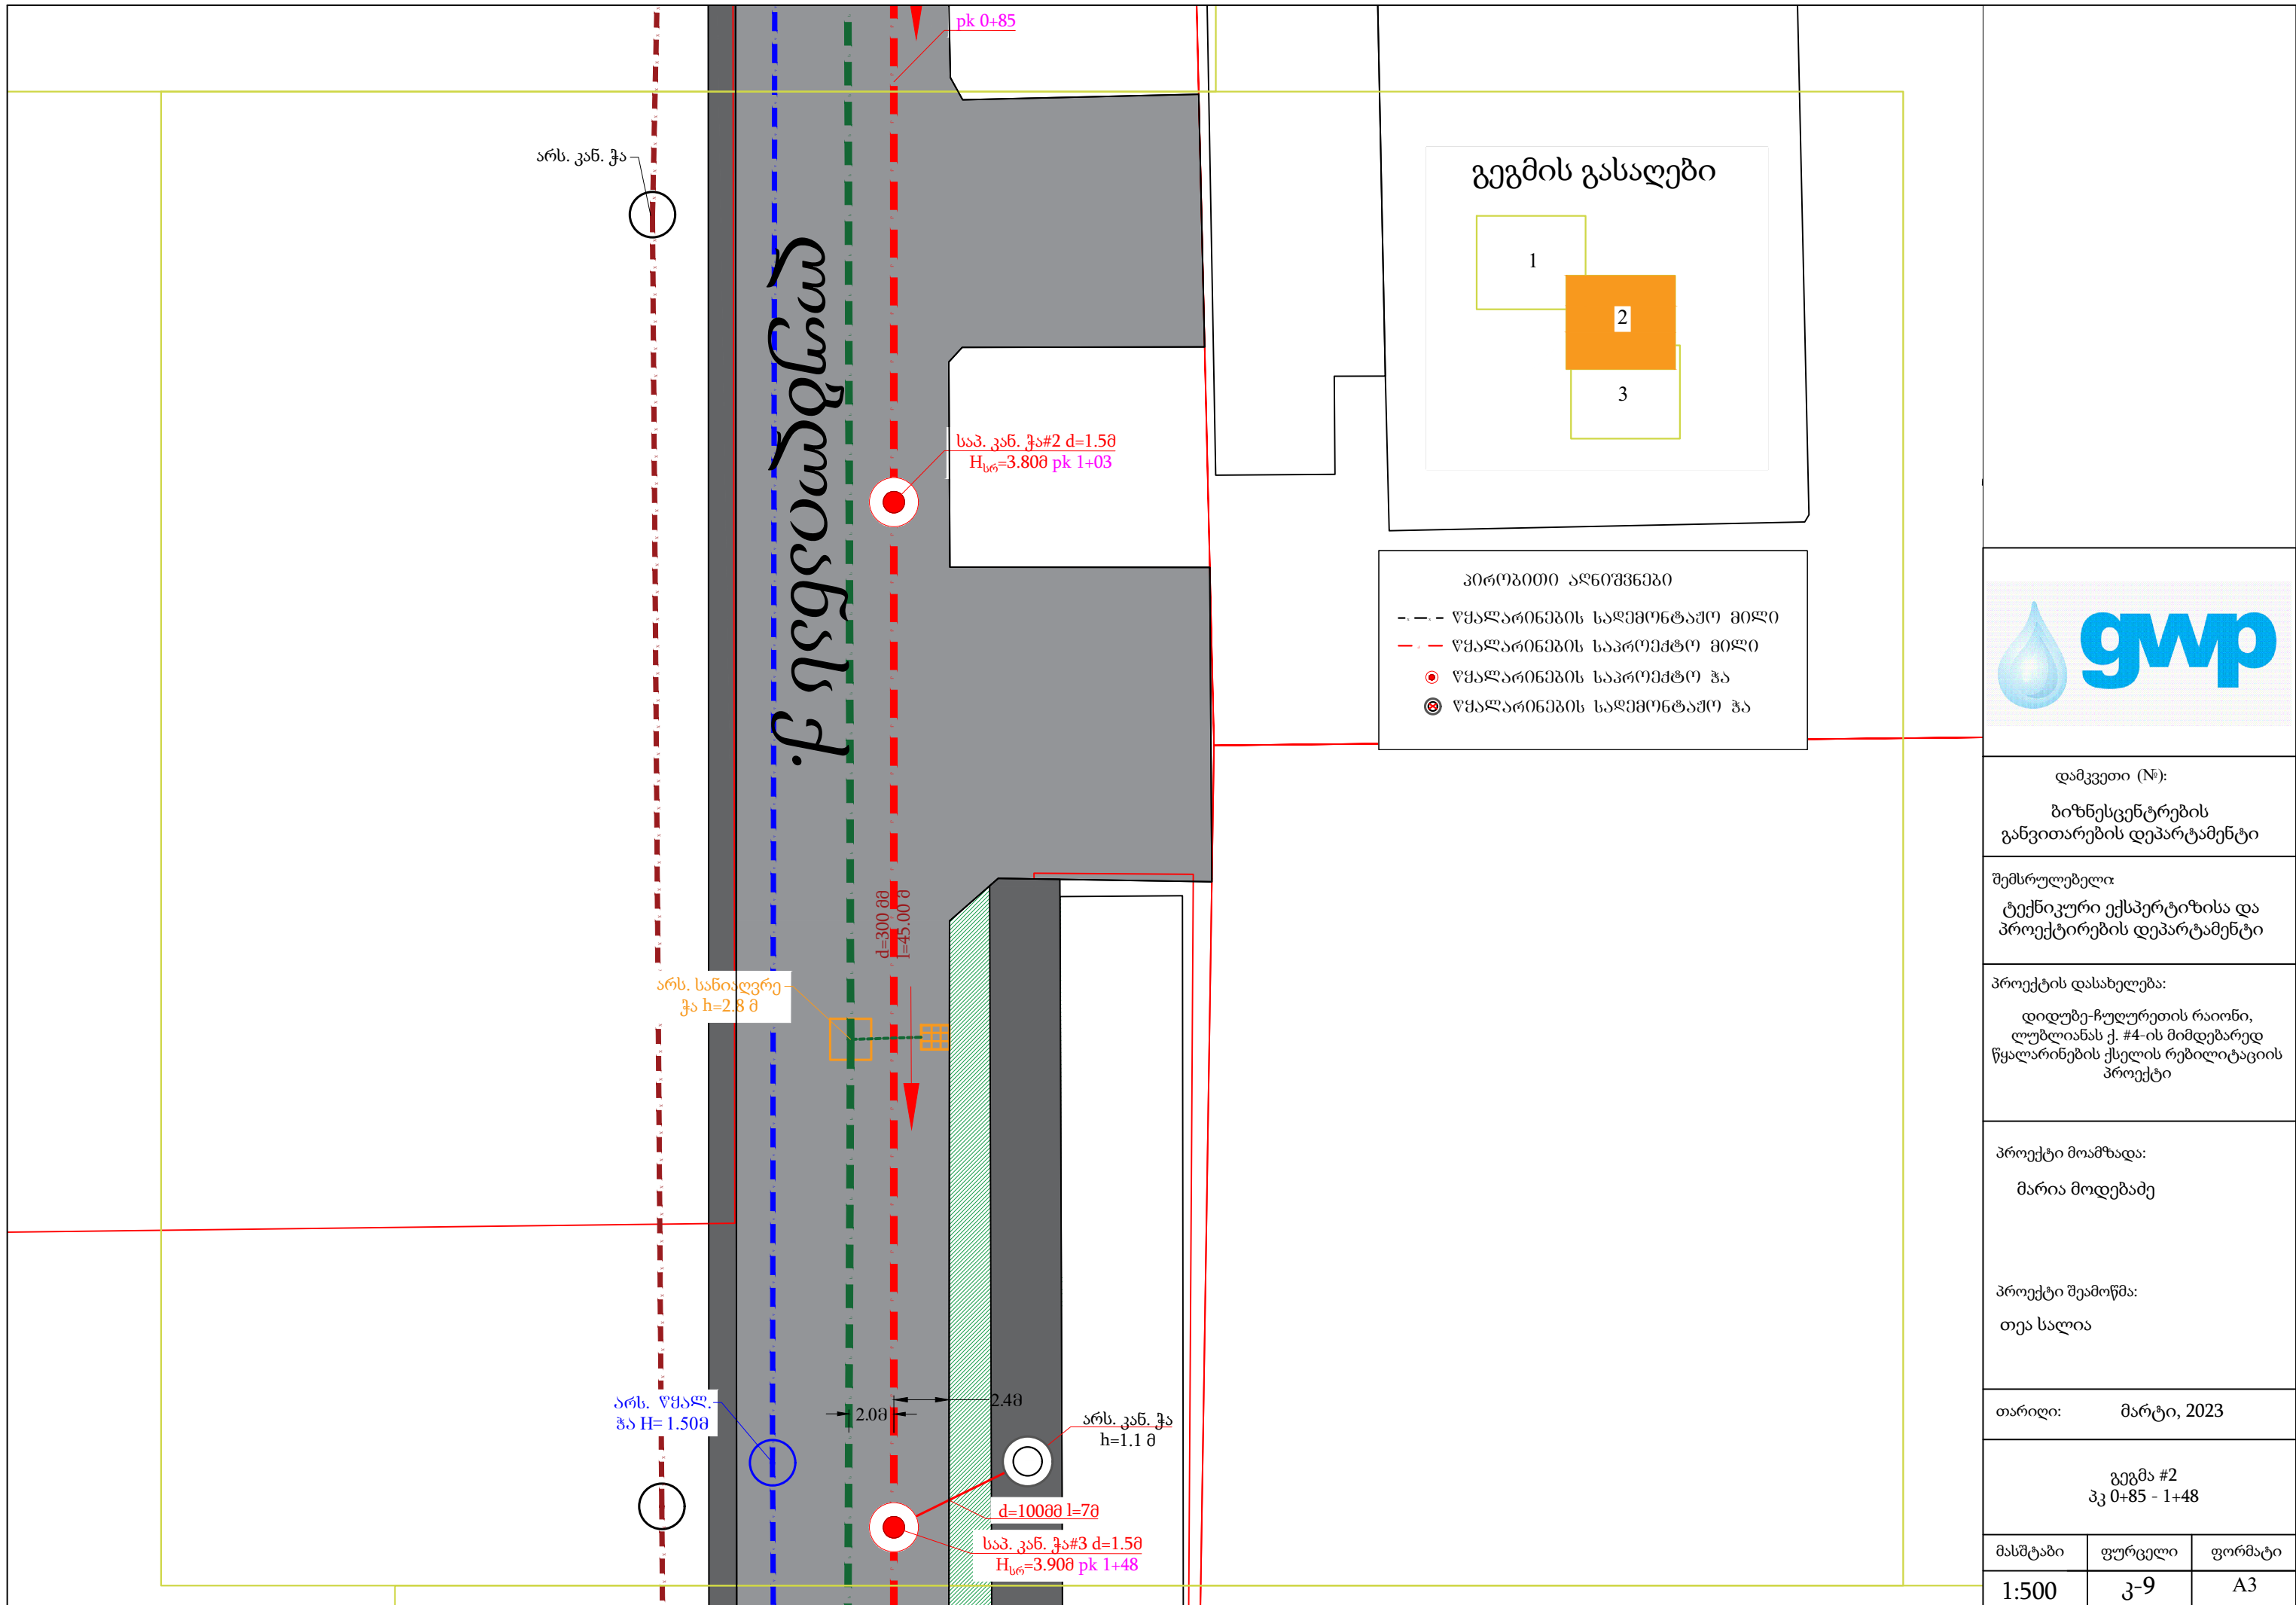 pk 0+85
არს. კან. ჭა
გეგმის გასაღები
1
2
3
საპ. კან. ჭა#2 d=1.5მ
Hსრ=3.80მ pk 1+03
სანზადუსტო ქ.
პირობითი აღნიშვნები
წყალარინების სადემონტაჟო მილი
წყალარინების საპროექტო მილი
წყალარინების საპროექტო ჭა
წყალარინების სადემონტაჟო ჭა
d=300 მმ
l=45.00 მ
არს. სანიაღვრე
ჭა h=2.8 მ
არს. წყალ.
ჭა H= 1.50მ
2.0მ
2.4მ
არს. კან. ჭა
h=1.1 მ
d=100მმ l=7მ
საპ. კან. ჭა#3 d=1.5მ
Hსრ=3.90მ pk 1+48
gwp
დამკვეთი (№):
ბიზნესცენტრების
განვითარების დეპარტამენტი
შემსრულებელი:
ტექნიკური ექსპერტიზისა და
პროექტირების დეპარტამენტი
პროექტის დასახელება:
დიდუბე-ჩუღურეთის რაიონი,
ლუბლიანას ქ. #4-ის მიმდებარედ
წყალარინების ქსელის რებილიტაციის
პროექტი
პროექტი მოამზადა:
მარია მოდებაძე
პროექტი შეამოწმა:
თეა სალია
თარიღი: მარტი, 2023
გეგმა #2
პკ 0+85 - 1+48
მასშტაბი ფურცელი ფორმატი
1:500 კ-9 A3